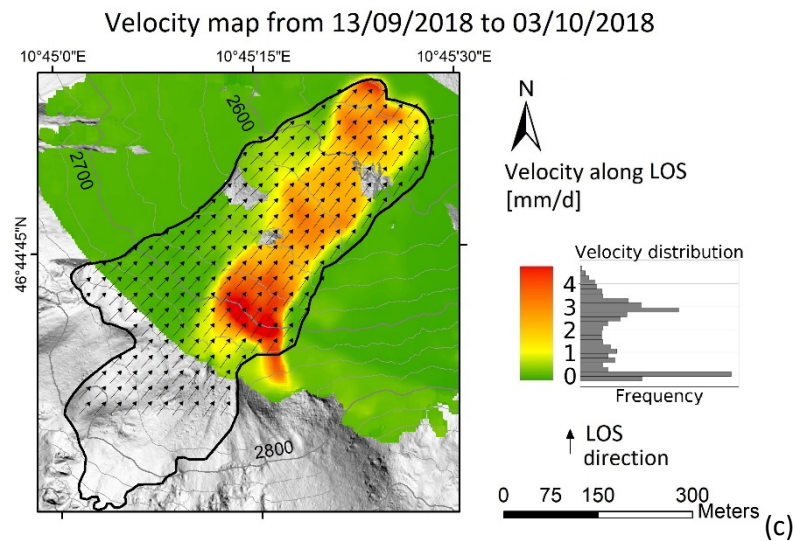 Velocity map from 13/09/2018 to 03/10/2018
10°45'0"E
10°45'15"E
10°45'30"E
46°44'45"N
2600
2700
2800
N
Velocity along LOS
[mm/d]
Velocity distribution
4
3
2
1
0
Frequency
LOS
direction
0 75 150 300
Meters
(c)